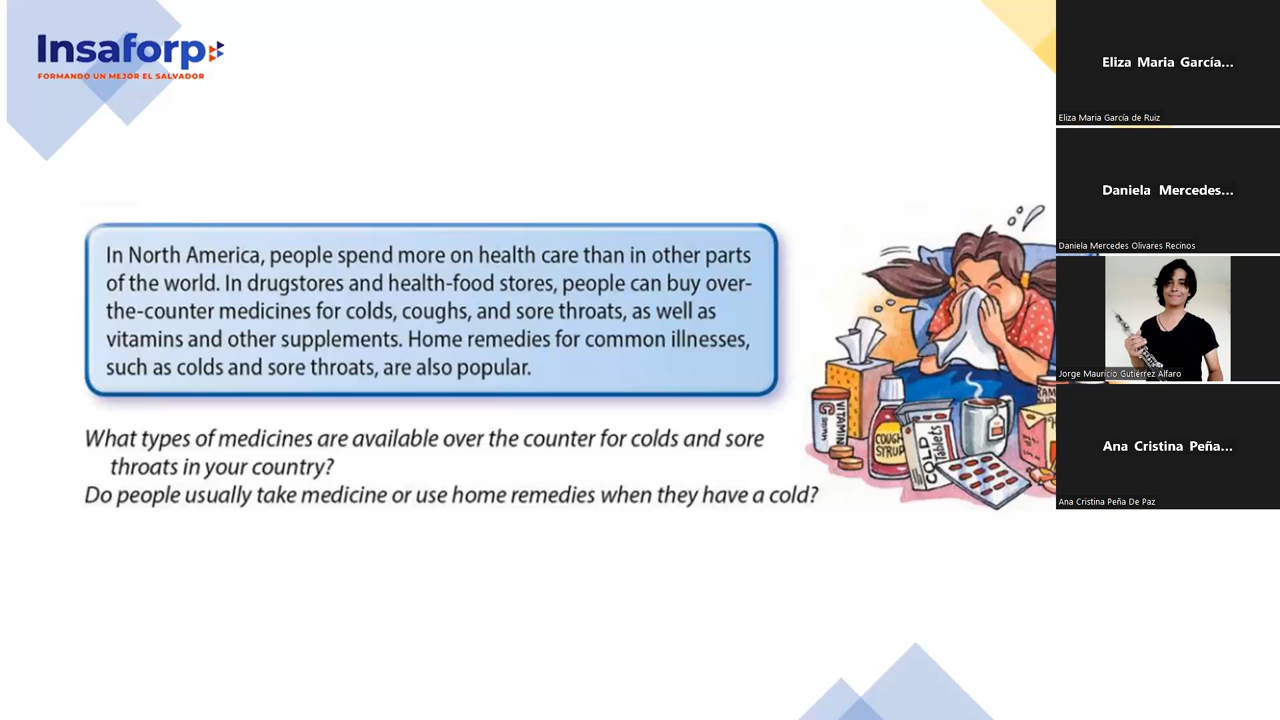 Insaforp
FORMANDO UN MEJOR EL SALVADOR
In North America, people spend more on health care than in other parts
of the world. In drugstores and health-food stores, people can buy over-
the-counter medicines for colds, coughs, and sore throats, as well as
vitamins and other supplements. Home remedies for common illnesses,
such as colds and sore throats, are also popular.
What types of medicines are available over the counter for colds and sore
throats in your country?
Do people usually take medicine or use home remedies when they have a cold?
VITAMIN
C
COUGH
SYRUP
COLD
Tablets
Eliza Maria García...
Eliza Maria García de Ruiz
Daniela Mercedes...
Daniela Mercedes Olivares Recinos
Jorge Mauricio Gutiérrez Alfaro
Ana Cristina Peña...
Ana Cristina Peña De Paz